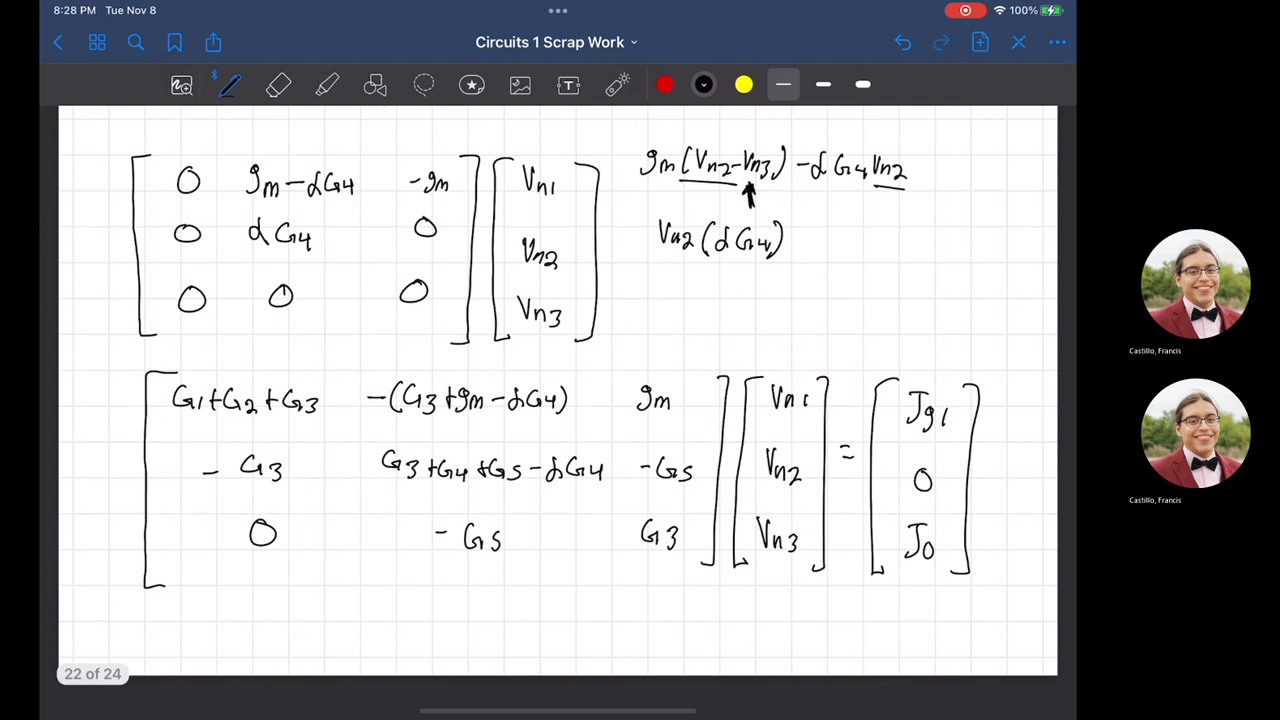 8:28 PM Tue Nov 8
100%
Circuits 1 Scrap Work
0 gm-αG4 -gm Vn1 gm(Vn2-Vn3)-αG4Vn2
0 αG4 0 Vn2 Vn2(αG4)
0 0 0 Vn3
G1+G2+G3 -(G3+gm-αG4) gm Vn1 Jg1
-G3 G3+G4+G5-αG4 -G5 Vn2 = 0
0 -G5 G3 Vn3 J0
22 of 24
Castillo, Francis
Castillo, Francis